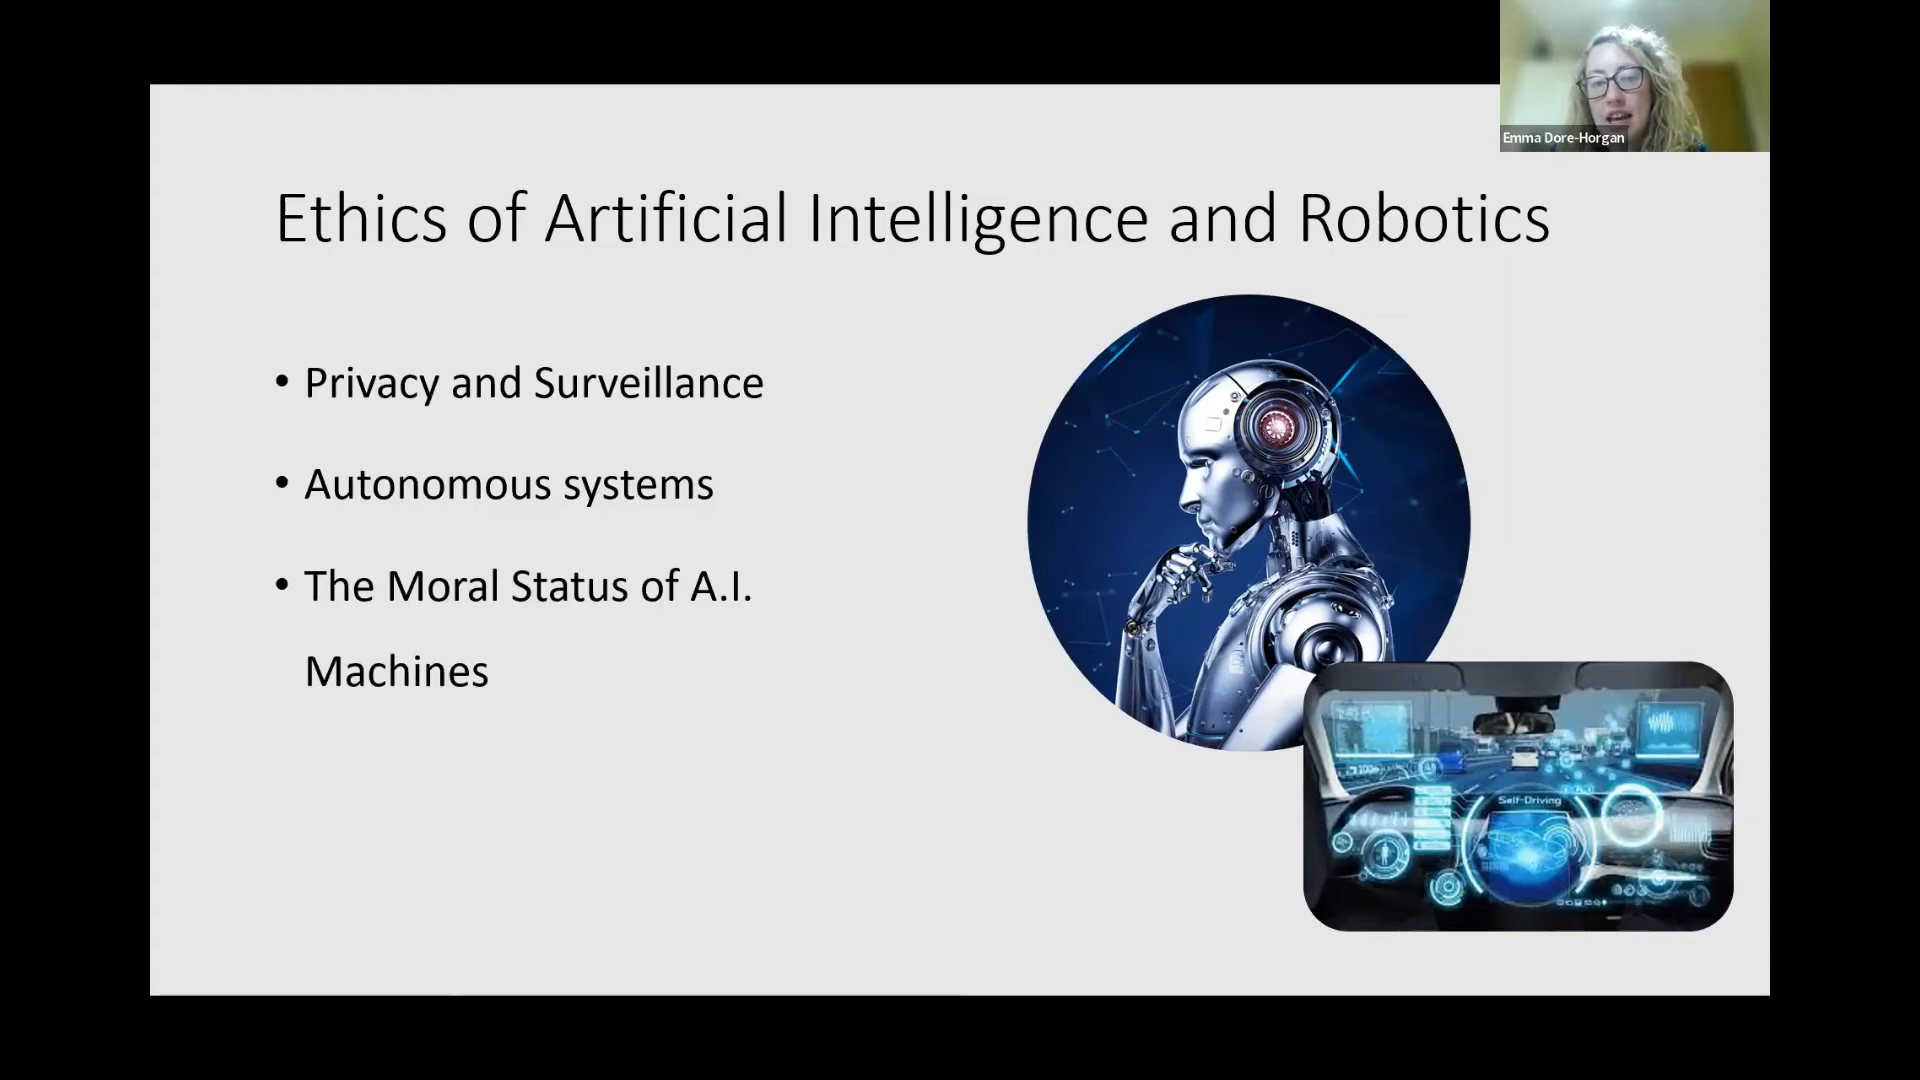 Emma Dore-Horgan
Ethics of Artificial Intelligence and Robotics
• Privacy and Surveillance
• Autonomous systems
• The Moral Status of A.I.
Machines
Self-Driving